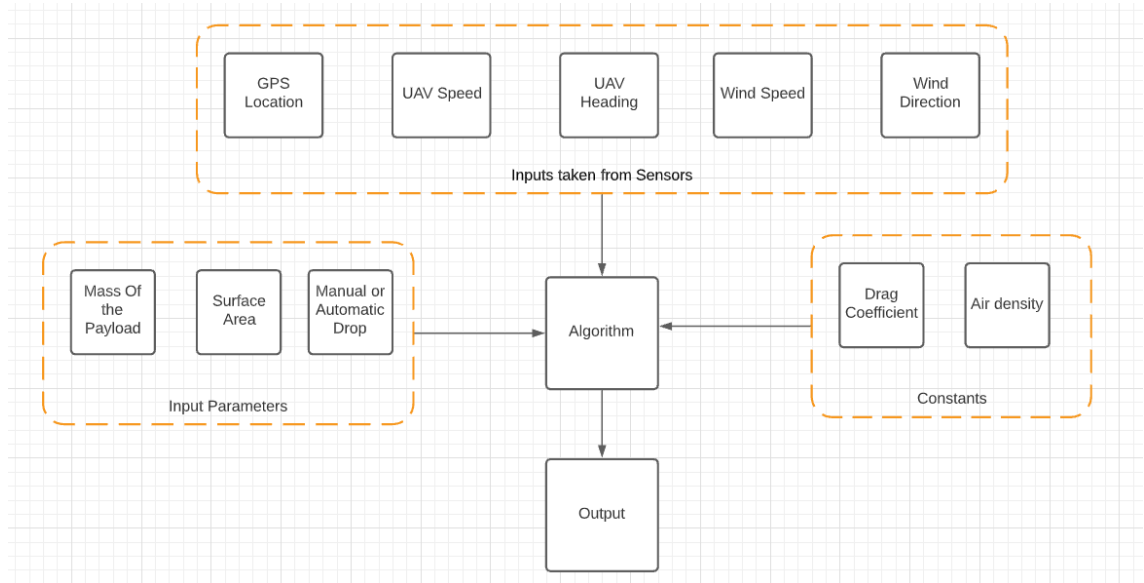 GPS
Location
UAV Speed
UAV
Heading
Wind Speed
Wind
Direction
Inputs taken from Sensors
Mass Of
the
Payload
Surface
Area
Manual or
Automatic
Drop
Input Parameters
Algorithm
Drag
Coefficient
Air density
Constants
Output